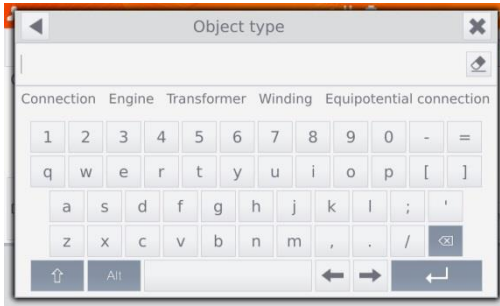 Object type
Connection Engine Transformer Winding Equipotential connection
1 2 3 4 5 6 7 8 9 0 - =
q w e r t y u i o p [ ]
a s d f g h j k l ; '
z x c v b n m , . /
Alt